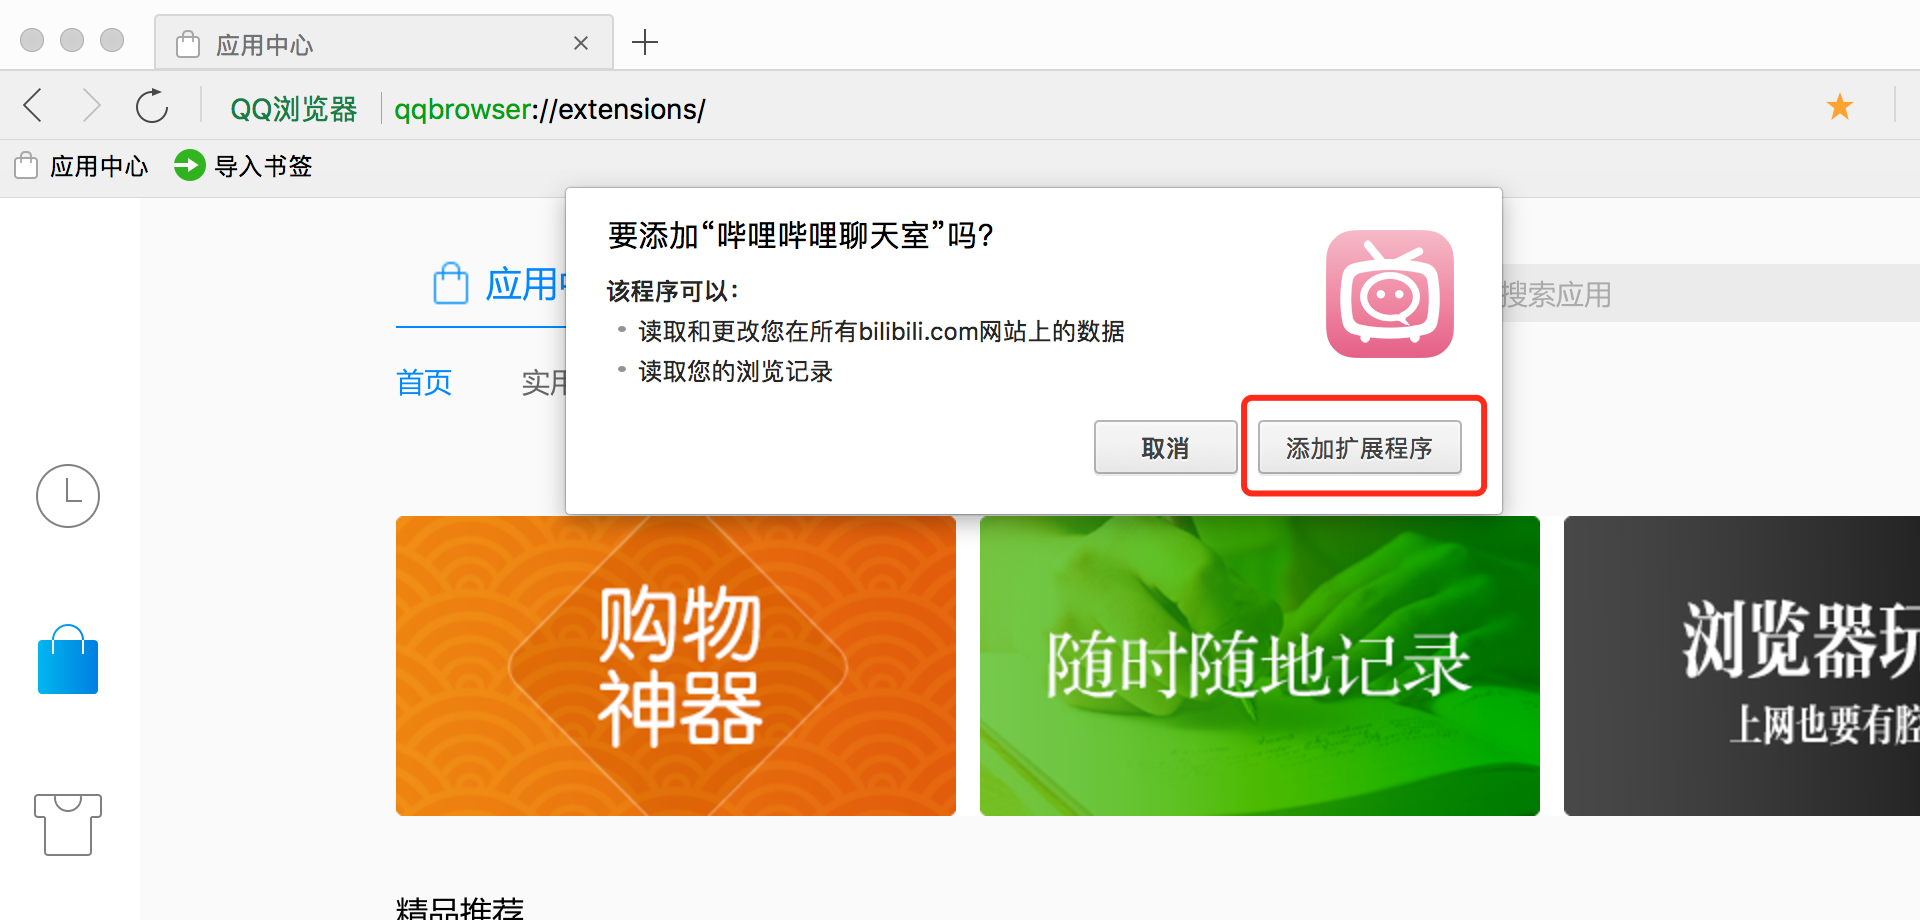 应用中心
QQ浏览器 qqbrowser://extensions/
应用中心 导入书签
要添加“哔哩哔哩聊天室”吗?
该程序可以:
读取和更改您在所有bilibili.com网站上的数据
读取您的浏览记录
取消 添加扩展程序
应用
搜索应用
首页 实用
购物
神器
随时随地记录
浏览器玩
上网也要有腔
精品推荐